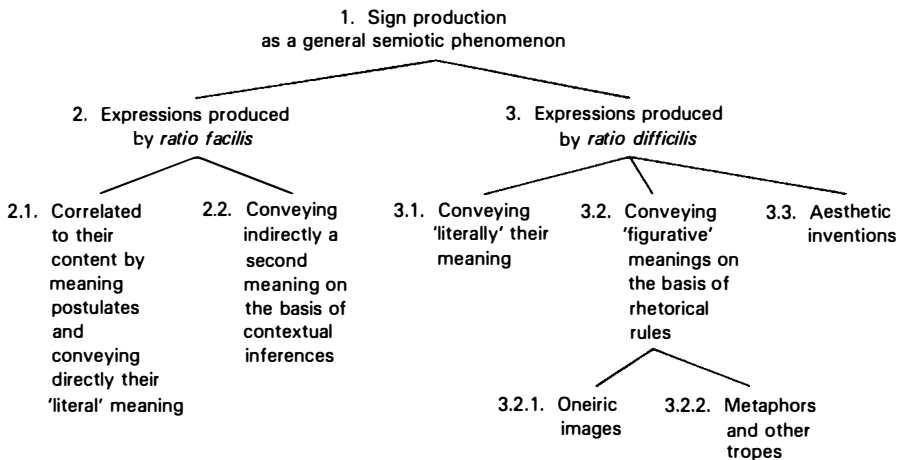 1. Sign production
as a general semiotic phenomenon
2. Expressions produced
by ratio facilis
3. Expressions produced
by ratio difficilis
2.1. Correlated
to their
content by
meaning
postulates
and
conveying
directly their
'literal' meaning
2.2. Conveying
indirectly a
second
meaning on
the basis of
contextual
inferences
3.1. Conveying
'literally' their
meaning
3.2. Conveying
'figurative'
meanings on
the basis of
rhetorical
rules
3.3. Aesthetic
inventions
3.2.1. Oneiric
images
3.2.2. Metaphors
and other
tropes